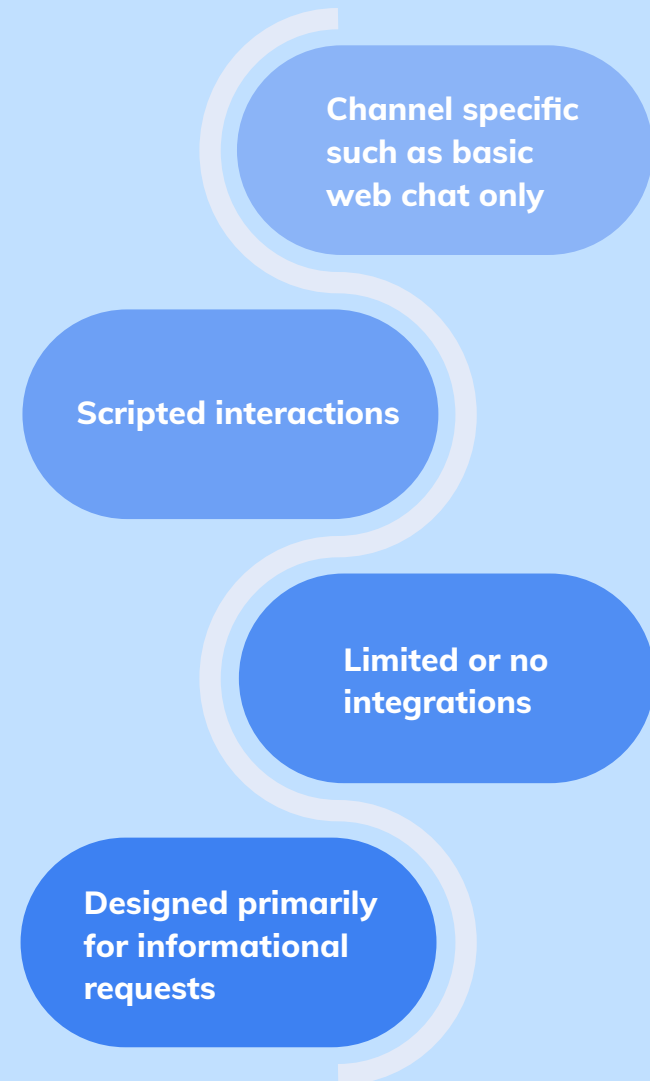 Channel specific
such as basic
web chat only
Scripted interactions
Limited or no
integrations
Designed primarily
for informational
requests